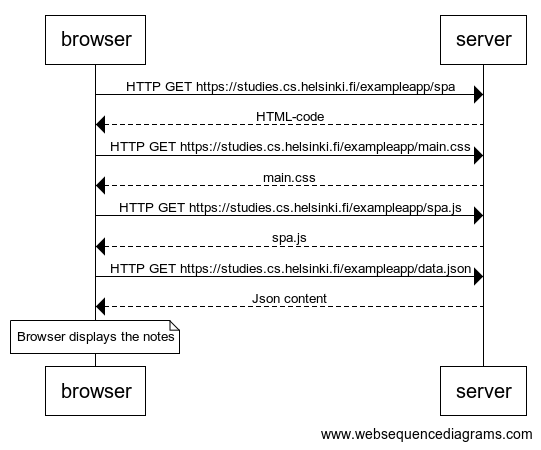 browser
server
HTTP GET https://studies.cs.helsinki.fi/exampleapp/spa
HTML-code
HTTP GET https://studies.cs.helsinki.fi/exampleapp/main.css
main.css
HTTP GET https://studies.cs.helsinki.fi/exampleapp/spa.js
spa.js
HTTP GET https://studies.cs.helsinki.fi/exampleapp/data.json
Json content
Browser displays the notes
browser
server
www.websequencediagrams.com